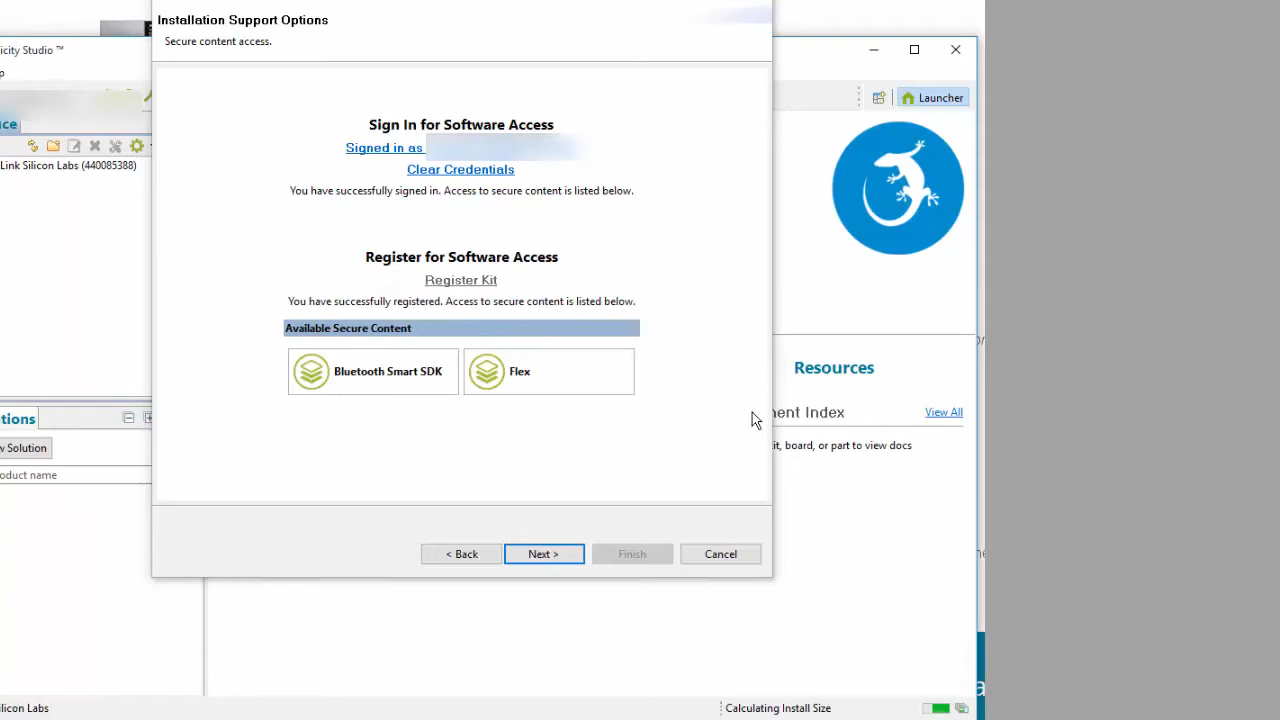 Installation Support Options
Secure content access.
icity Studio ™
p
Launcher
ce
Link Silicon Labs (440085388)
Sign In for Software Access
Signed in as
Clear Credentials
You have successfully signed in. Access to secure content is listed below.
Register for Software Access
Register Kit
You have successfully registered. Access to secure content is listed below.
Available Secure Content
Bluetooth Smart SDK
Flex
Resources
ent Index
View All
it, board, or part to view docs
tions
w Solution
oduct name
< Back
Next >
Finish
Cancel
ilicon Labs
Calculating Install Size